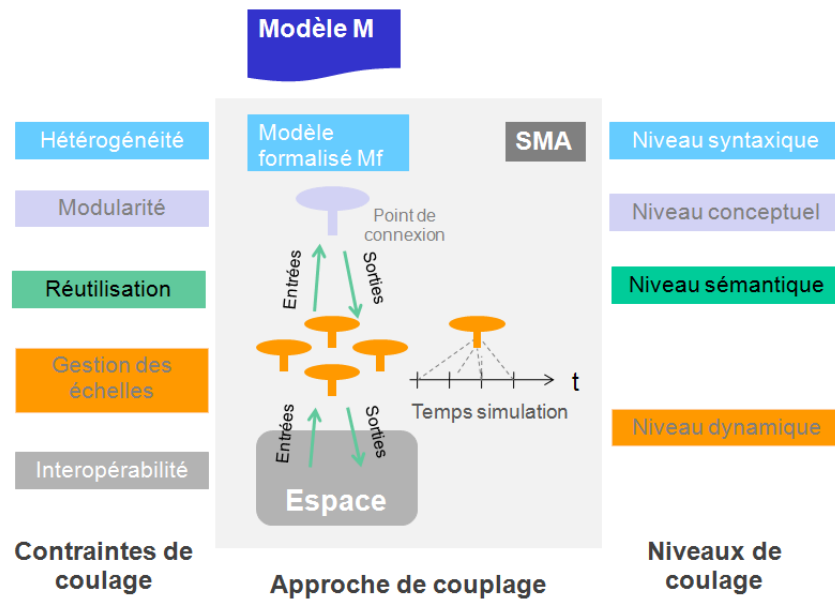 Modèle M
Hétérogénéité
Modularité
Réutilisation
Gestion des
échelles
Interopérabilité
Contraintes de
coulage
Modèle
formalisé Mf
SMA
Point de
connexion
Entrées
Sorties
t
Temps simulation
Entrées
Sorties
Espace
Approche de couplage
Niveau syntaxique
Niveau conceptuel
Niveau sémantique
Niveau dynamique
Niveaux de
coulage